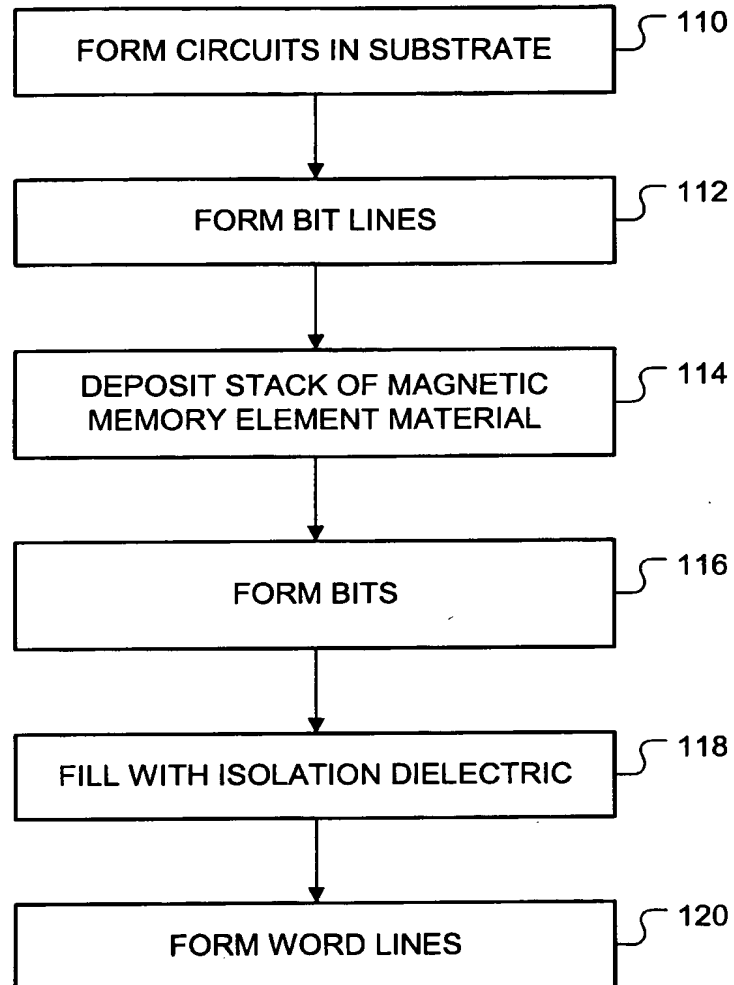 FORM CIRCUITS IN SUBSTRATE
110
FORM BIT LINES
112
DEPOSIT STACK OF MAGNETIC
MEMORY ELEMENT MATERIAL
114
FORM BITS
116
FILL WITH ISOLATION DIELECTRIC
118
FORM WORD LINES
120